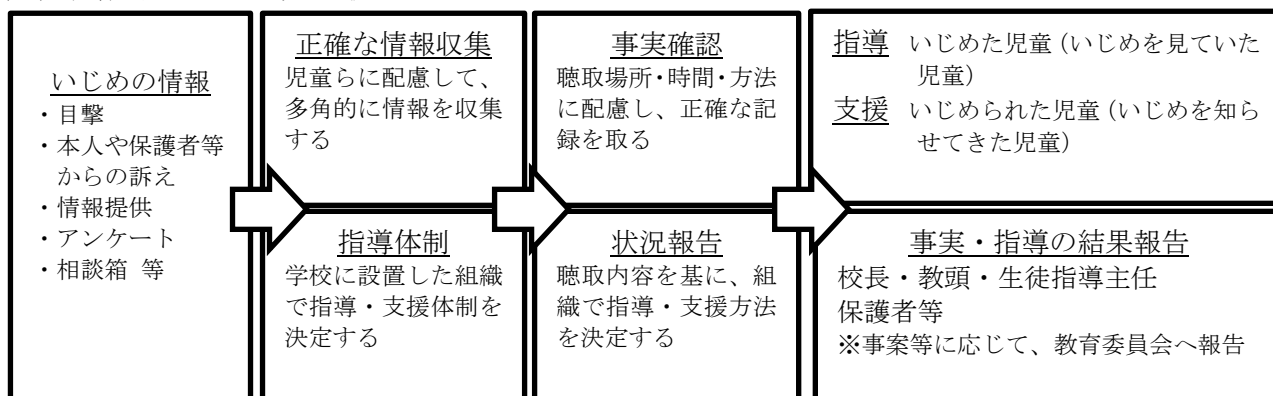 いじめの情報
・目撃
・本人や保護者等
からの訴え
・情報提供
・アンケート
・相談箱 等
正確な情報収集
児童らに配慮して、
多角的に情報を収集
する
指導体制
学校に設置した組織
で指導・支援体制を
決定する
事実確認
聴取場所・時間・方法
に配慮し、正確な記
録を取る
状況報告
聴取内容を基に、組
織で指導・支援方法
を決定する
指導 いじめた児童(いじめを見ていた
児童)
支援 いじめられた児童(いじめを知ら
せてきた児童)
事実・指導の結果報告
校長・教頭・生徒指導主任
保護者等
※事案等に応じて、教育委員会へ報告